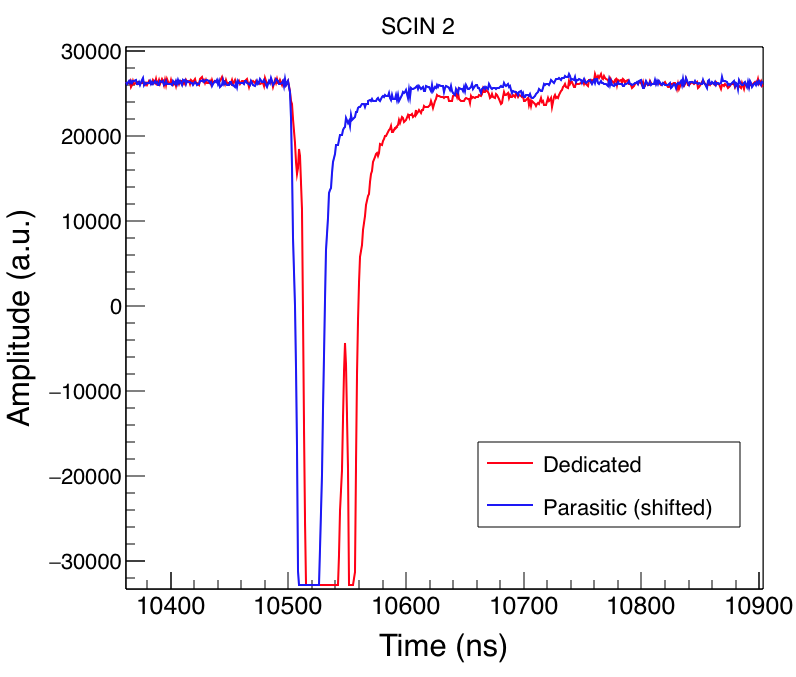 SCIN 2
30000
20000
10000
0
−10000
−20000
−30000
Amplitude (a.u.)
Dedicated
Parasitic (shifted)
10400 10500 10600 10700 10800 10900
Time (ns)